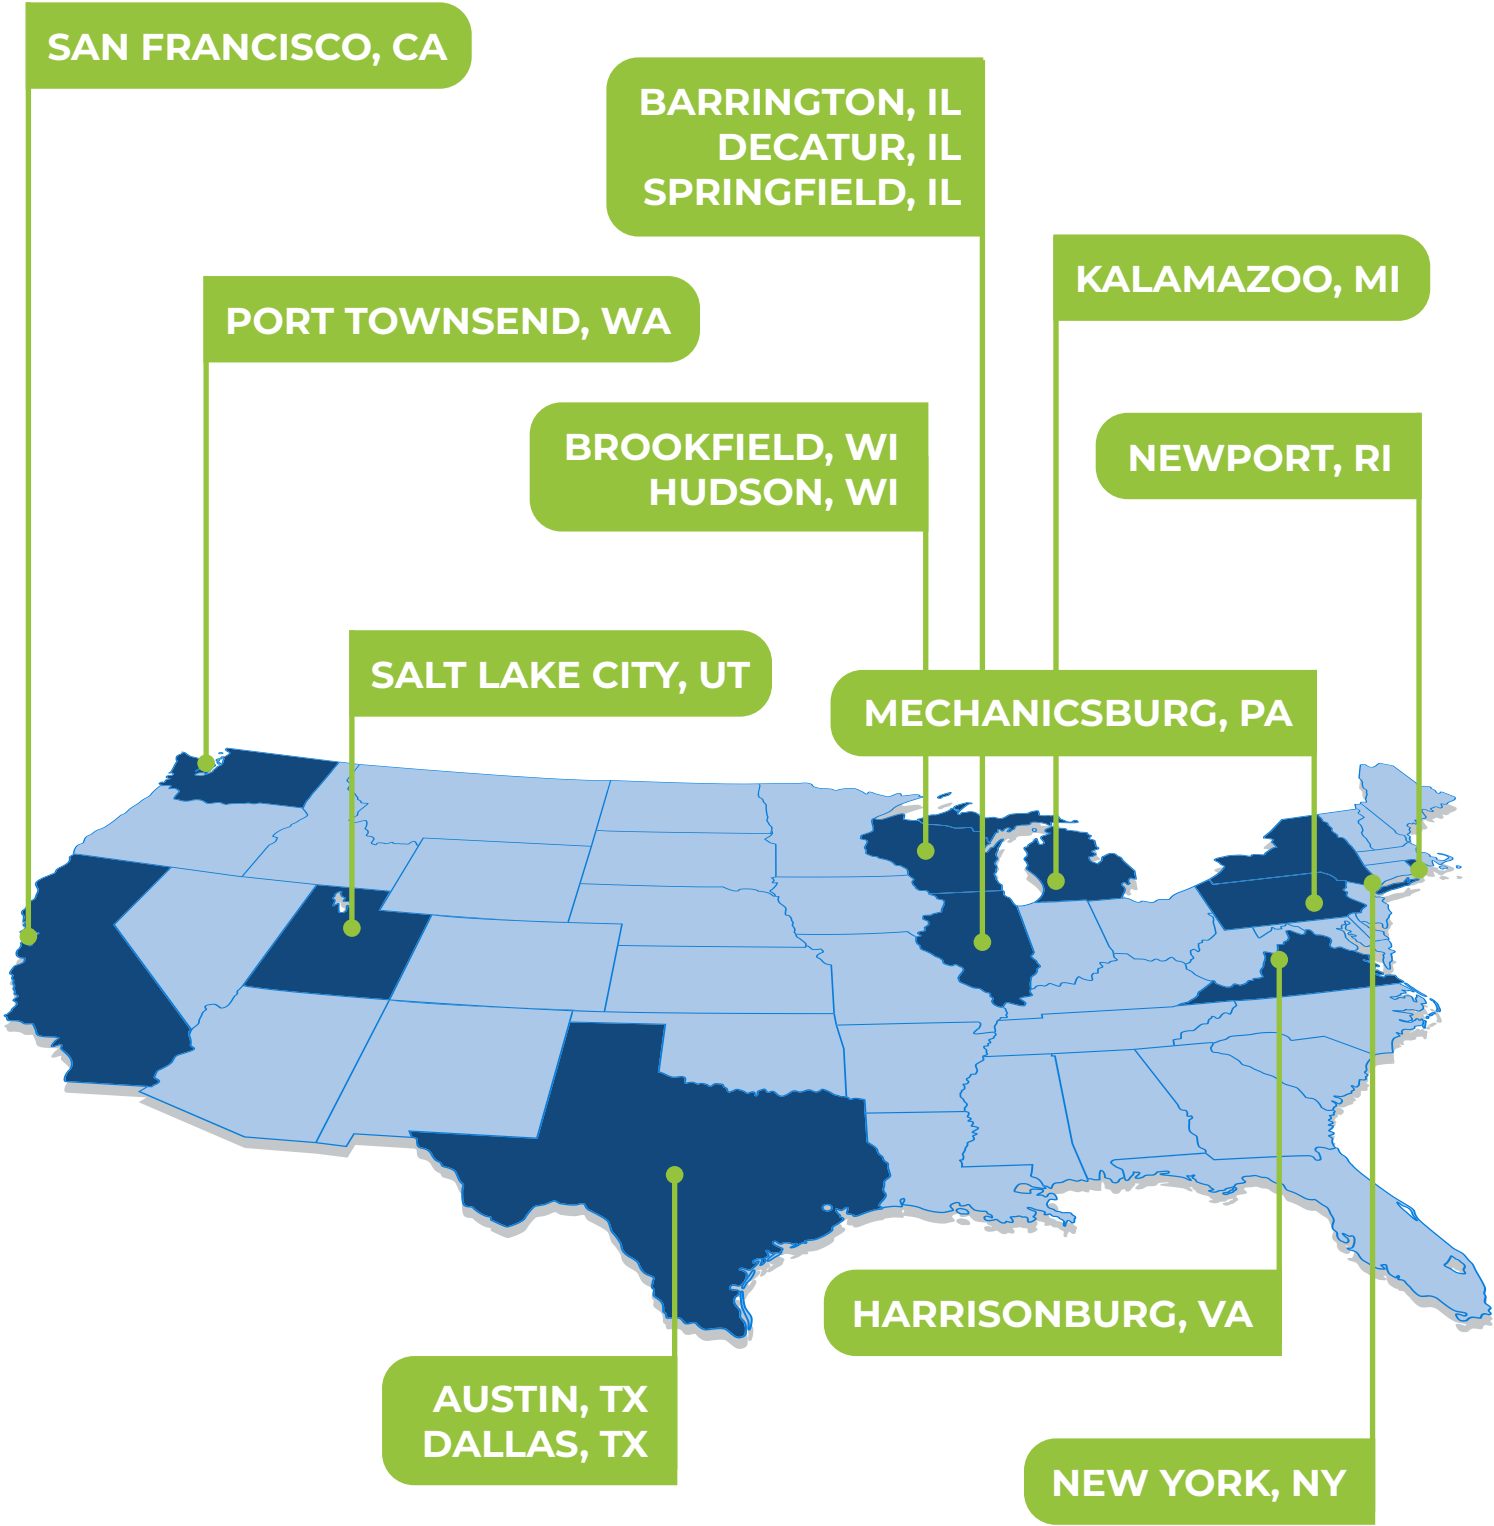 SAN FRANCISCO, CA
BARRINGTON, IL
DECATUR, IL
SPRINGFIELD, IL
KALAMAZOO, MI
PORT TOWNSEND, WA
BROOKFIELD, WI
HUDSON, WI
NEWPORT, RI
SALT LAKE CITY, UT
MECHANICSBURG, PA
HARRISONBURG, VA
AUSTIN, TX
DALLAS, TX
NEW YORK, NY